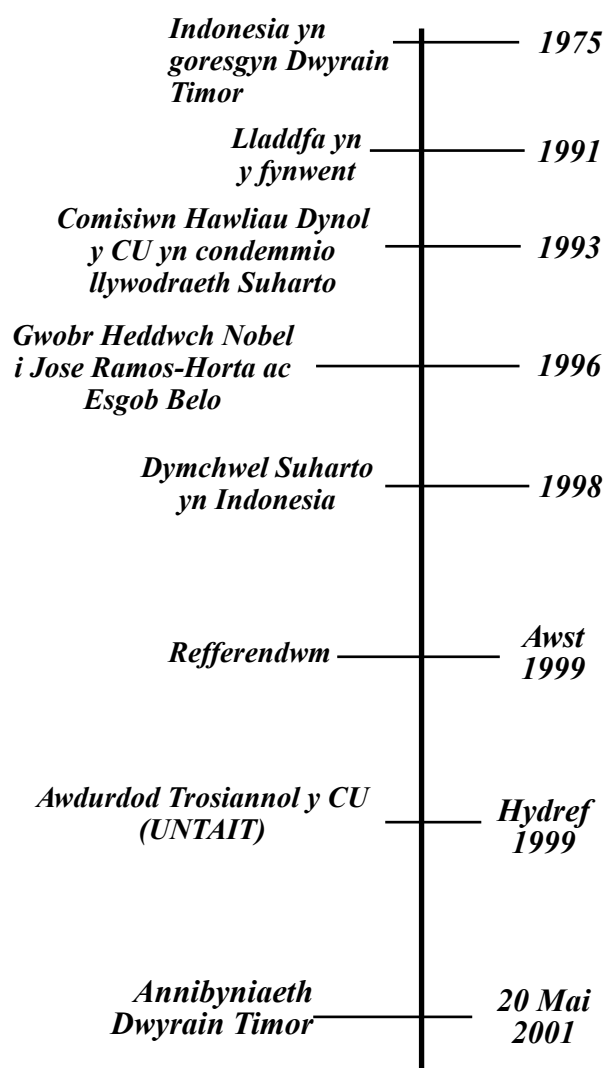 Indonesia yn
goresgyn Dwyrain
Timor
1975
Lladdfa yn
y fynwent
1991
Comisiwn Hawliau Dynol
y CU yn condemmio
llywodraeth Suharto
1993
Gwobr Heddwch Nobel
i Jose Ramos-Horta ac
Esgob Belo
1996
Dymchwel Suharto
yn Indonesia
1998
Refferendwm
Awst
1999
Awdurdod Trosiannol y CU
(UNTAIT)
Hydref
1999
Annibyniaeth
Dwyrain Timor
20 Mai
2001